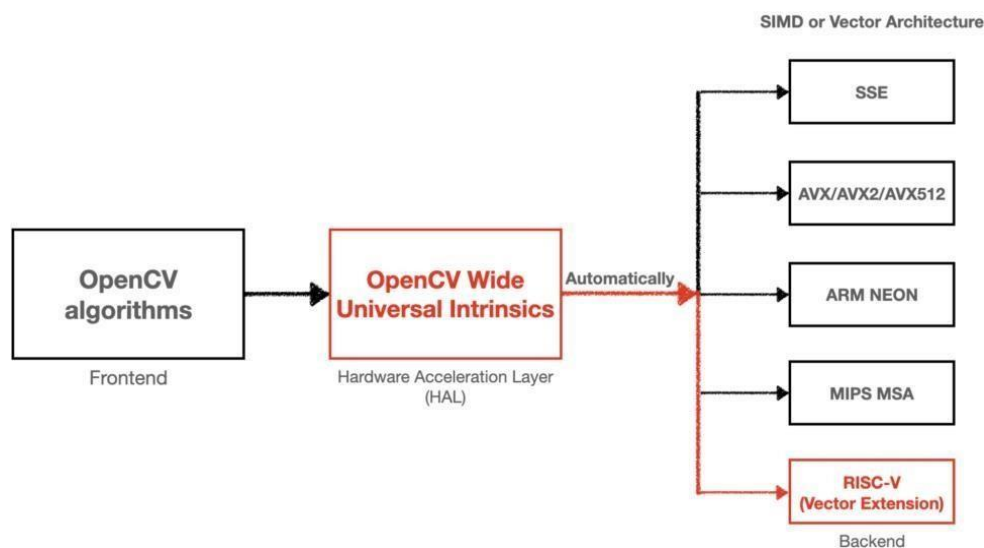 SIMD or Vector Architecture
SSE
AVX/AVX2/AVX512
OpenCV
algorithms
Frontend
OpenCV Wide
Universal Intrinsics
Hardware Acceleration Layer
(HAL)
Automatically
ARM NEON
MIPS MSA
RISC-V
(Vector Extension)
Backend